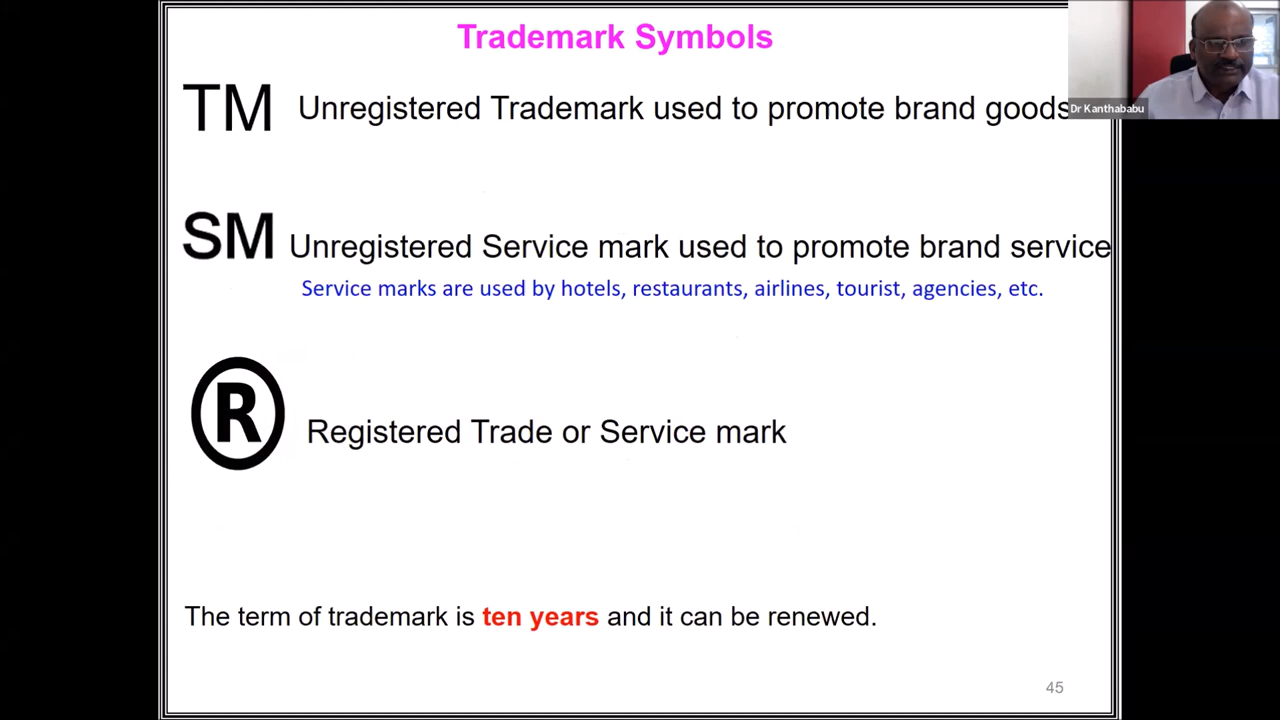 Trademark Symbols
TM Unregistered Trademark used to promote brand goods
Dr Kanthababu
SM Unregistered Service mark used to promote brand service
Service marks are used by hotels, restaurants, airlines, tourist, agencies, etc.
® Registered Trade or Service mark
The term of trademark is ten years and it can be renewed.
45